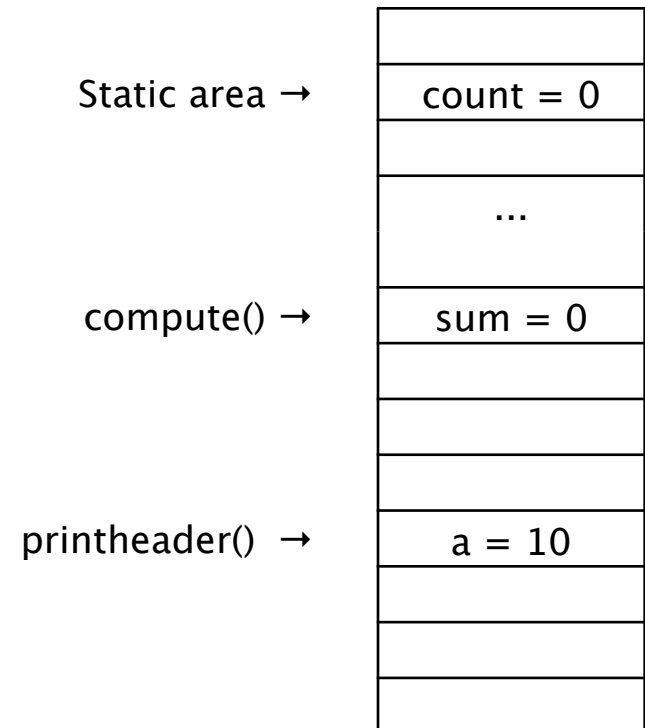 Static area → count = 0
...
compute() → sum = 0
printheader() → a = 10